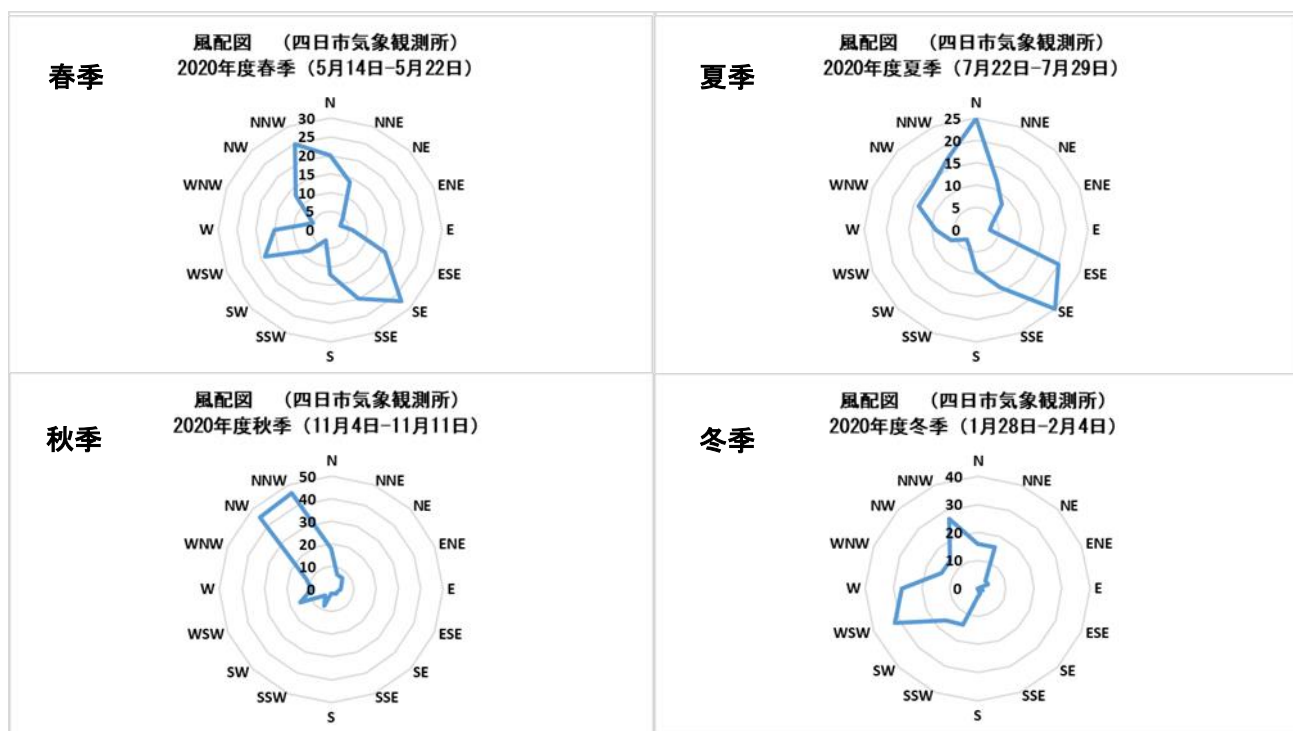 春季
風配図 (四日市気象観測所)
2020年度春季(5月14日-5月22日)
N
NNE
NE
ENE
E
ESE
SE
SSE
S
SSW
SW
WSW
W
WNW
NW
NNW
30
25
20
15
10
5
0
夏季
風配図 (四日市気象観測所)
2020年度夏季(7月22日-7月29日)
N
NNE
NE
ENE
E
ESE
SE
SSE
S
SSW
SW
WSW
W
WNW
NW
NNW
25
20
15
10
5
0
秋季
風配図 (四日市気象観測所)
2020年度秋季(11月4日-11月11日)
N
NNE
NE
ENE
E
ESE
SE
SSE
S
SSW
SW
WSW
W
WNW
NW
NNW
50
40
30
20
10
0
冬季
風配図 (四日市気象観測所)
2020年度冬季(1月28日-2月4日)
N
NNE
NE
ENE
E
ESE
SE
SSE
S
SSW
SW
WSW
W
WNW
NW
NNW
40
30
20
10
0